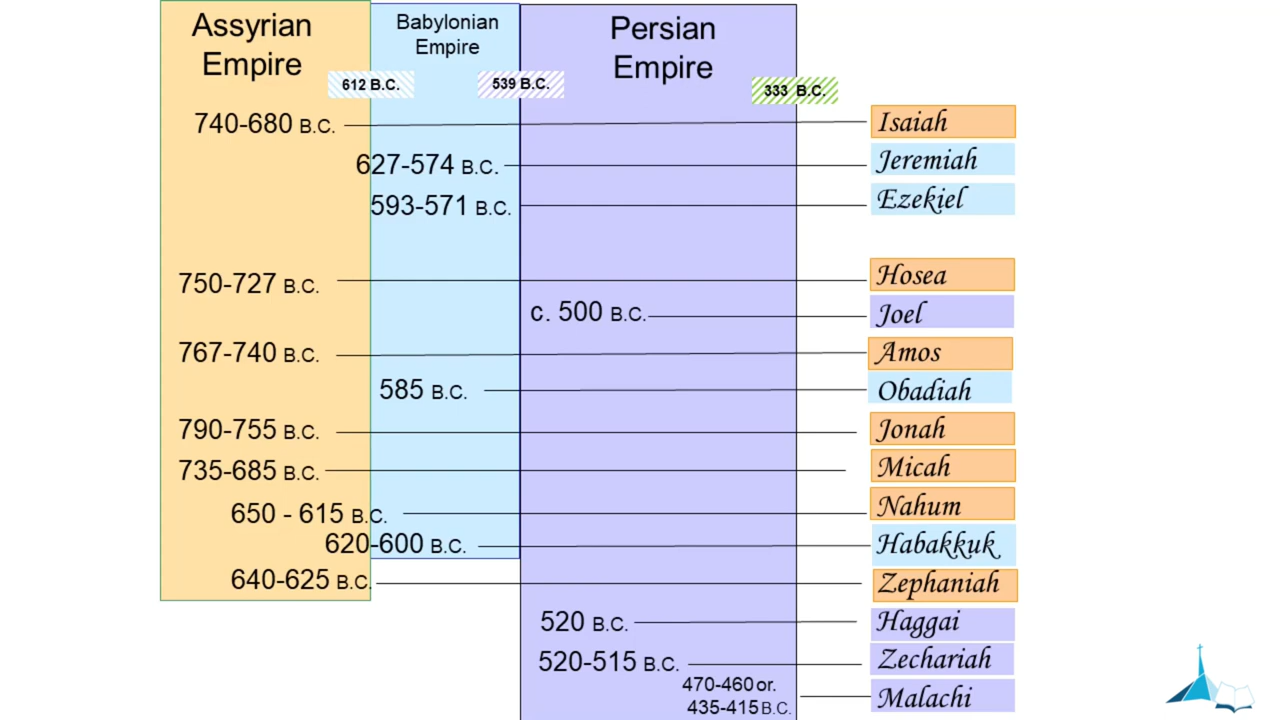 Assyrian
Empire
Babylonian
Empire
Persian
Empire
612 B.C.
539 B.C.
333 B.C.
740-680 B.C. Isaiah
627-574 B.C. Jeremiah
593-571 B.C. Ezekiel
750-727 B.C. Hosea
c. 500 B.C. Joel
767-740 B.C. Amos
585 B.C. Obadiah
790-755 B.C. Jonah
735-685 B.C. Micah
650 - 615 B.C. Nahum
620-600 B.C. Habakkuk
640-625 B.C. Zephaniah
520 B.C. Haggai
520-515 B.C. Zechariah
470-460 or.
435-415 B.C. Malachi